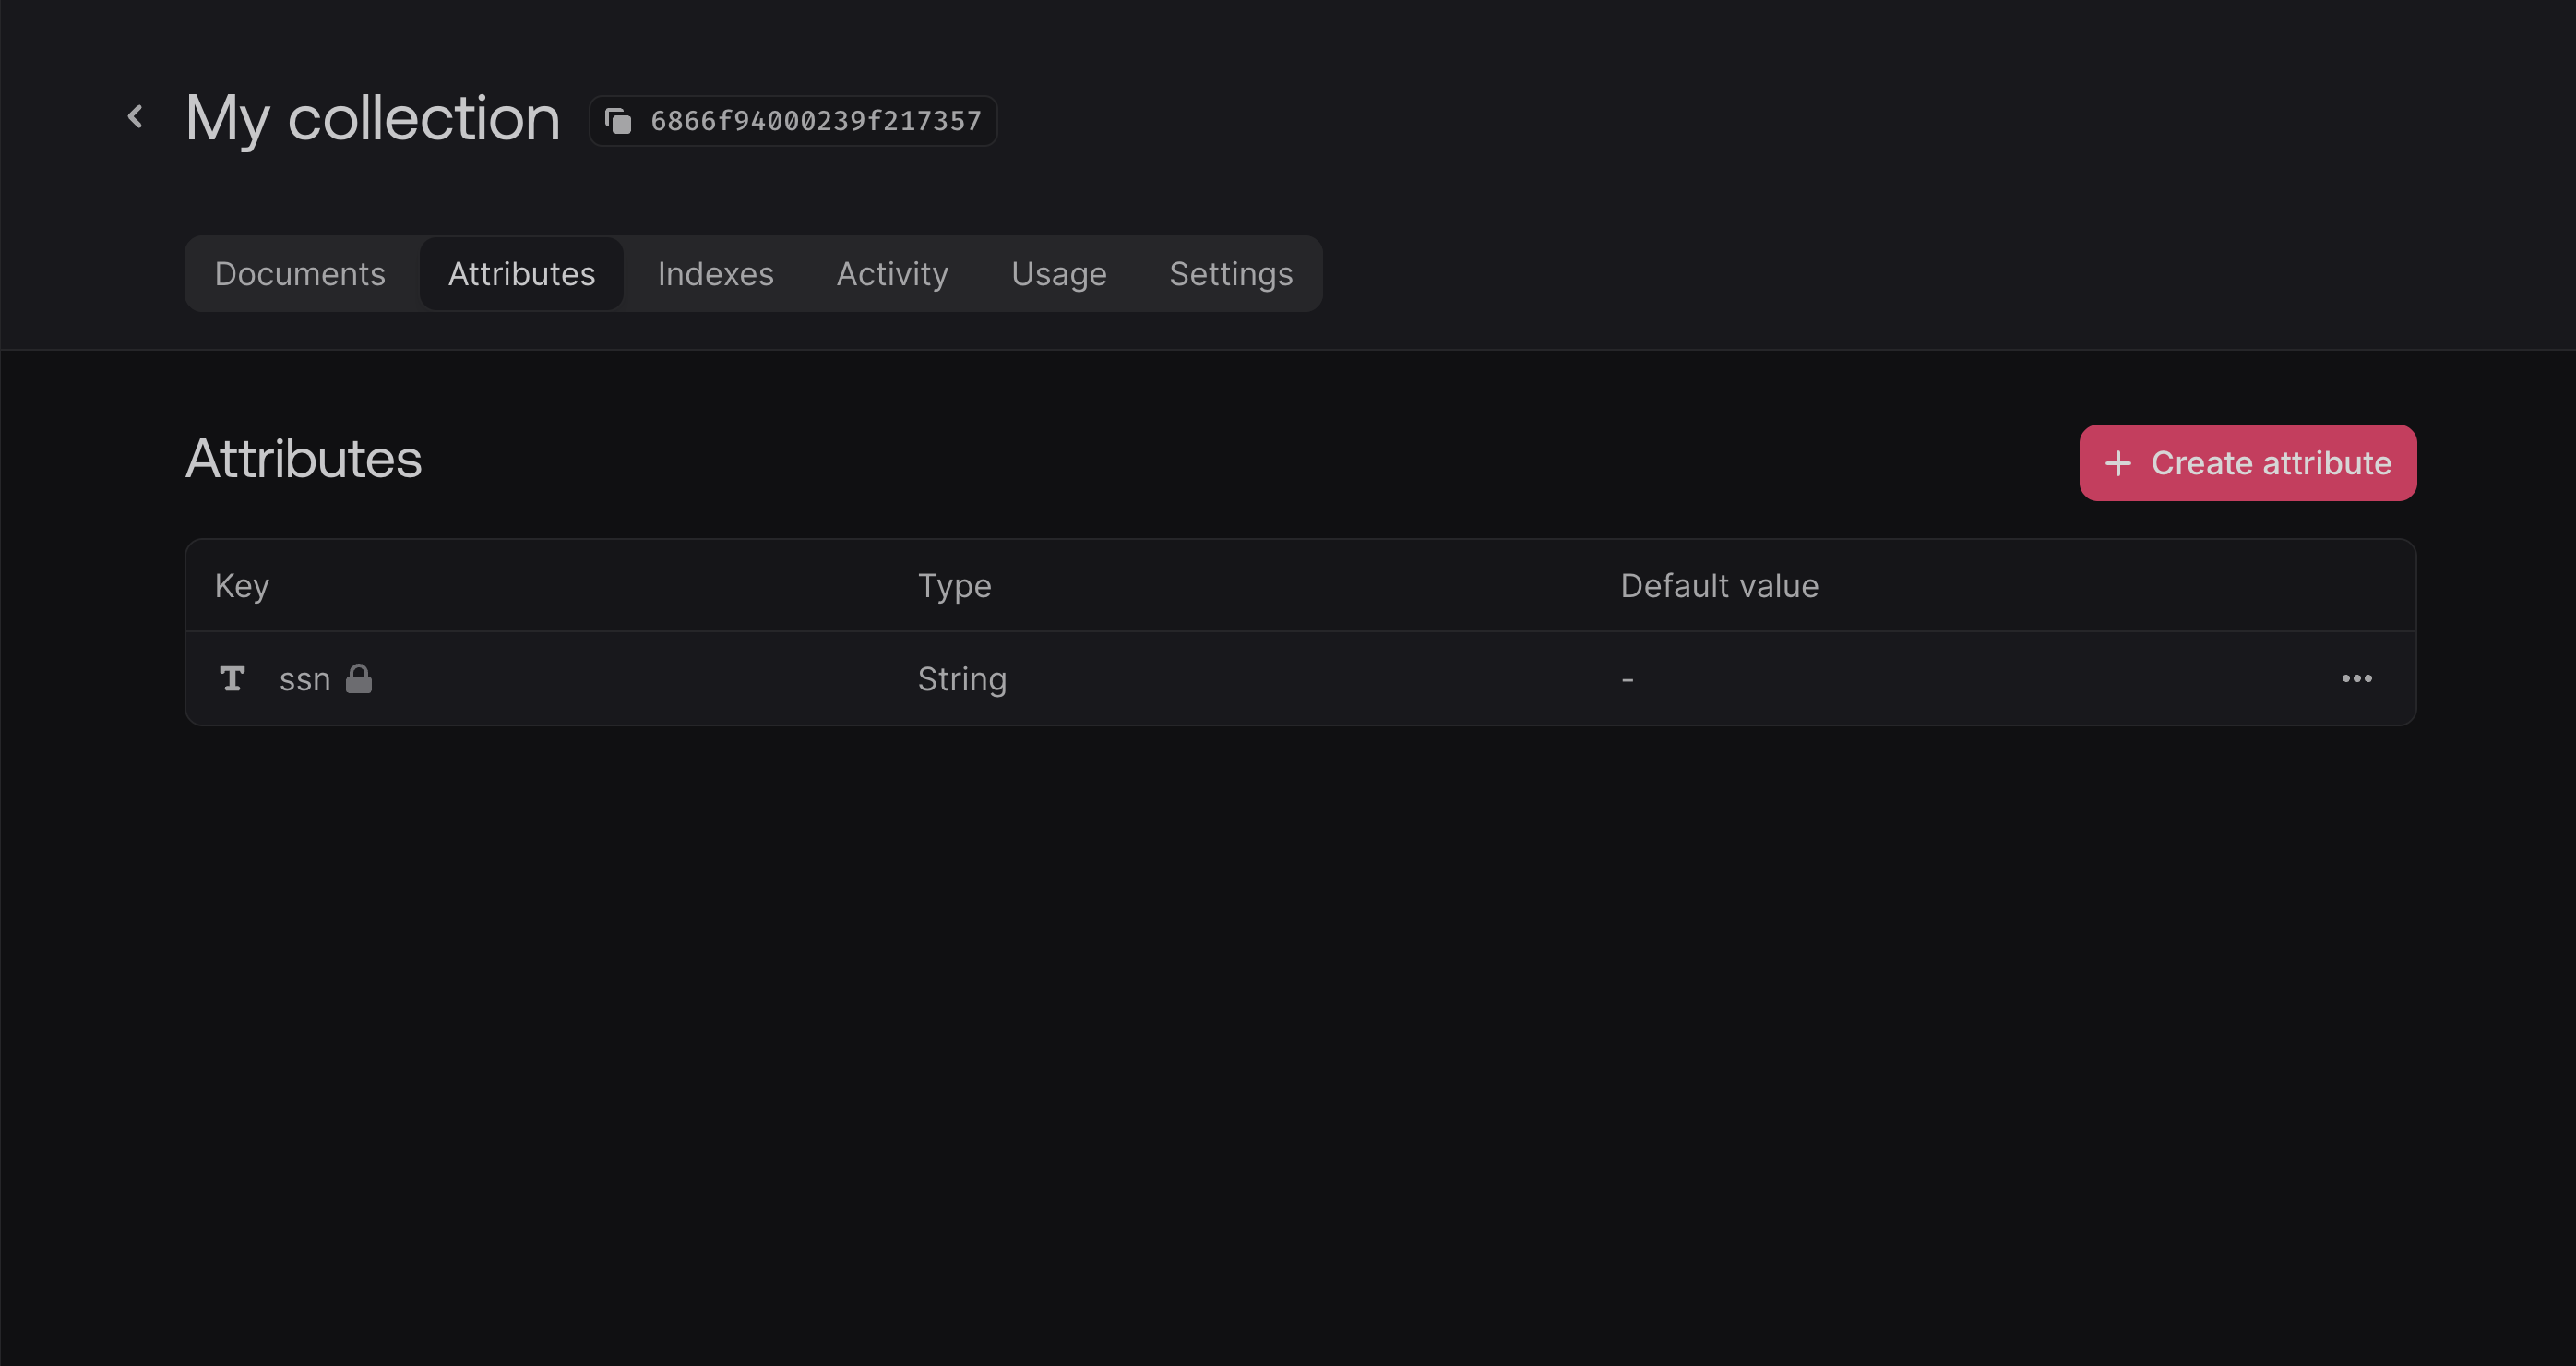 My collection 6866f94000239f217357
Documents Attributes Indexes Activity Usage Settings
Attributes
Create attribute
Key Type Default value
ssn String -